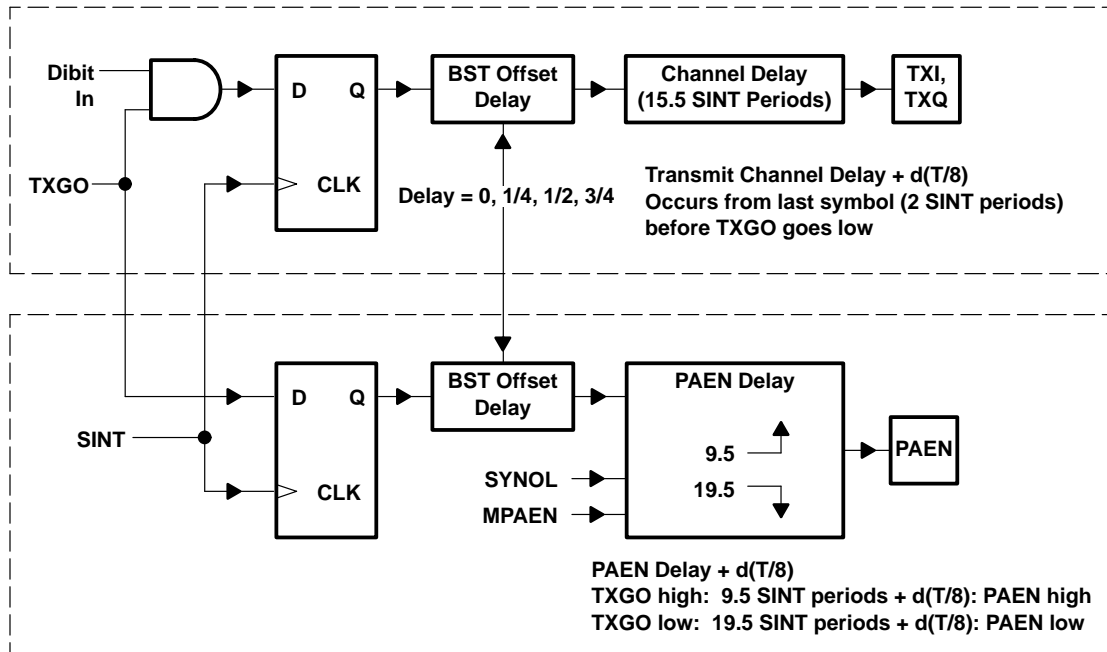 Dibit
In
D
Q
CLK
BST Offset
Delay
Channel Delay
(15.5 SINT Periods)
TXI,
TXQ
TXGO
Delay = 0, 1/4, 1/2, 3/4
Transmit Channel Delay + d(T/8)
Occurs from last symbol (2 SINT periods)
before TXGO goes low
D
Q
CLK
BST Offset
Delay
PAEN Delay
9.5
19.5
PAEN
SINT
SYNOL
MPAEN
PAEN Delay + d(T/8)
TXGO high: 9.5 SINT periods + d(T/8): PAEN high
TXGO low: 19.5 SINT periods + d(T/8): PAEN low